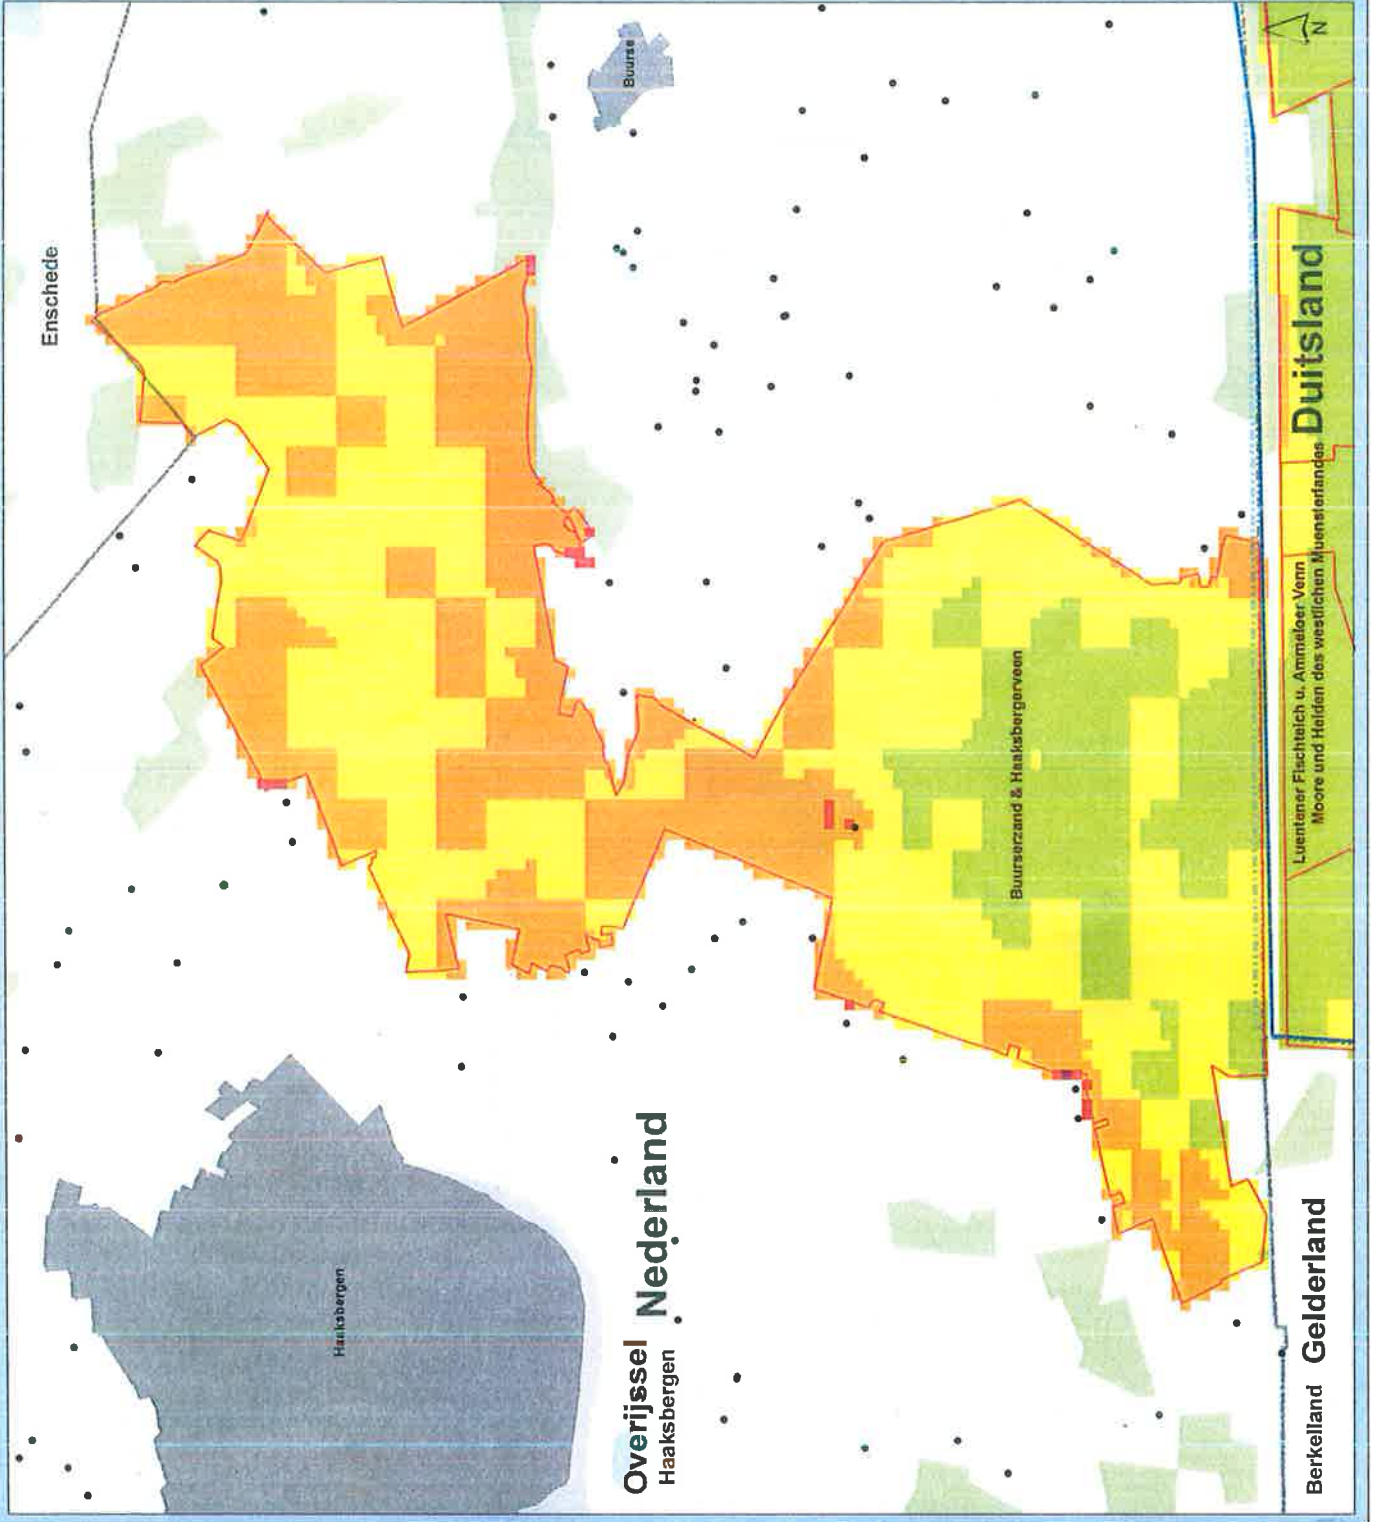 Enschede
Buurse
N
Haaksbergen
Overijssel
Haaksbergen
Nederland
Buurserzand & Haaksbergerveen
Luentener Fischteich u. Ammeloer Venn
Moore und Heiden des westlichen Muensterlandes
Duitsland
Berkelland
Gelderland